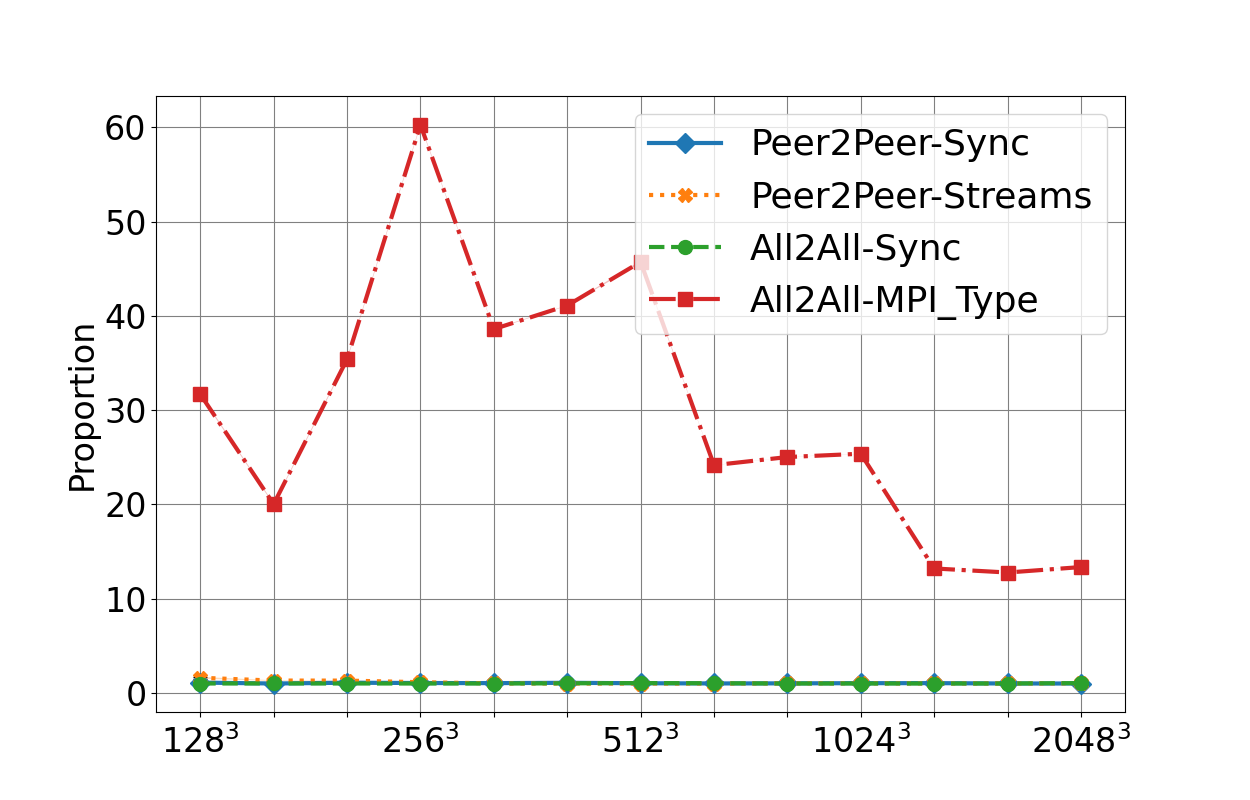 60
50
40
30
20
10
0
Proportion
Peer2Peer-Sync
Peer2Peer-Streams
All2All-Sync
All2All-MPI_Type
128³ 256³ 512³ 1024³ 2048³